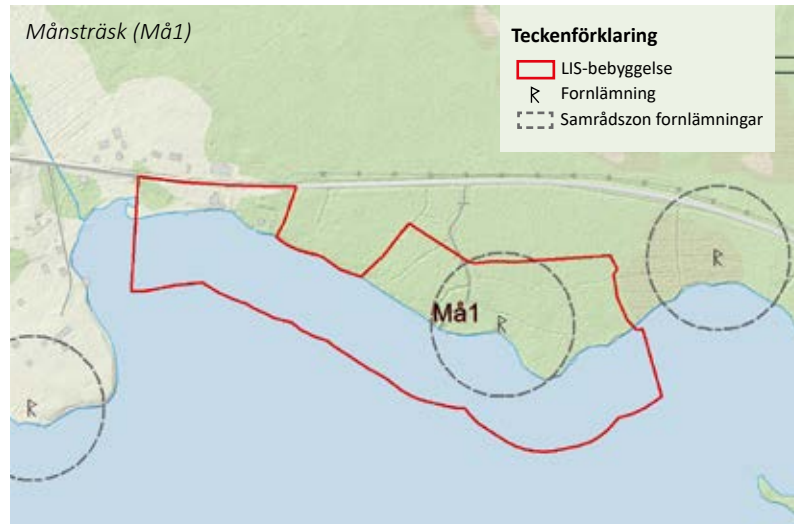 Månsträsk (Må1)
Teckenförklaring
LIS-bebyggelse
Fornlämning
Samrådszon fornlämningar
Må1